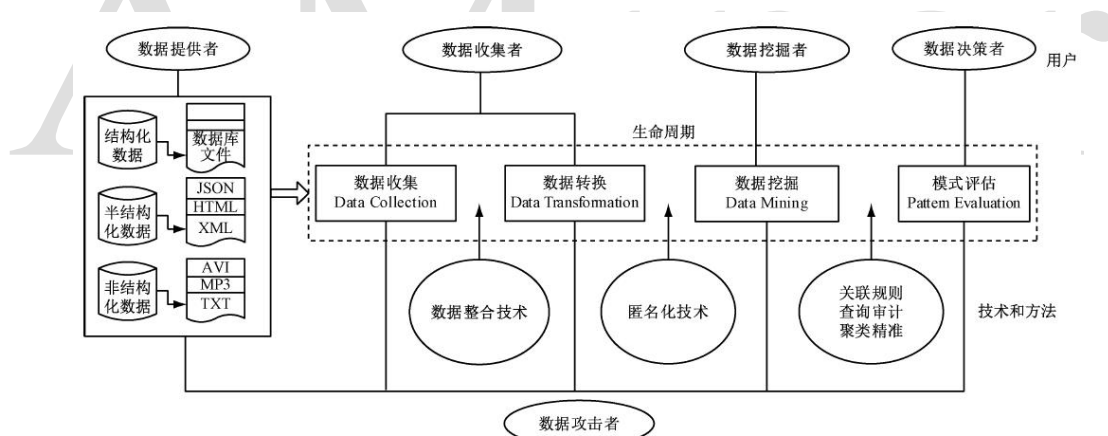 数据提供者
数据收集者
数据挖掘者
数据决策者
用户
生命周期
结构化
数据
数据库
文件
半结构
化数据
JSON
HTML
XML
非结构
化数据
AVI
MP3
TXT
数据收集
Data Collection
数据转换
Data Transformation
数据挖掘
Data Mining
模式评估
Pattem Evaluation
数据整合技术
匿名化技术
关联规则
查询审计
聚类精准
技术和方法
数据攻击者